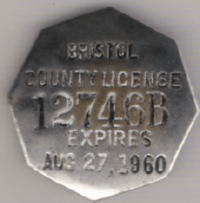 BRISTOL
COUNTY LICENSE
12746B
EXPIRES
AUG 27, 1960